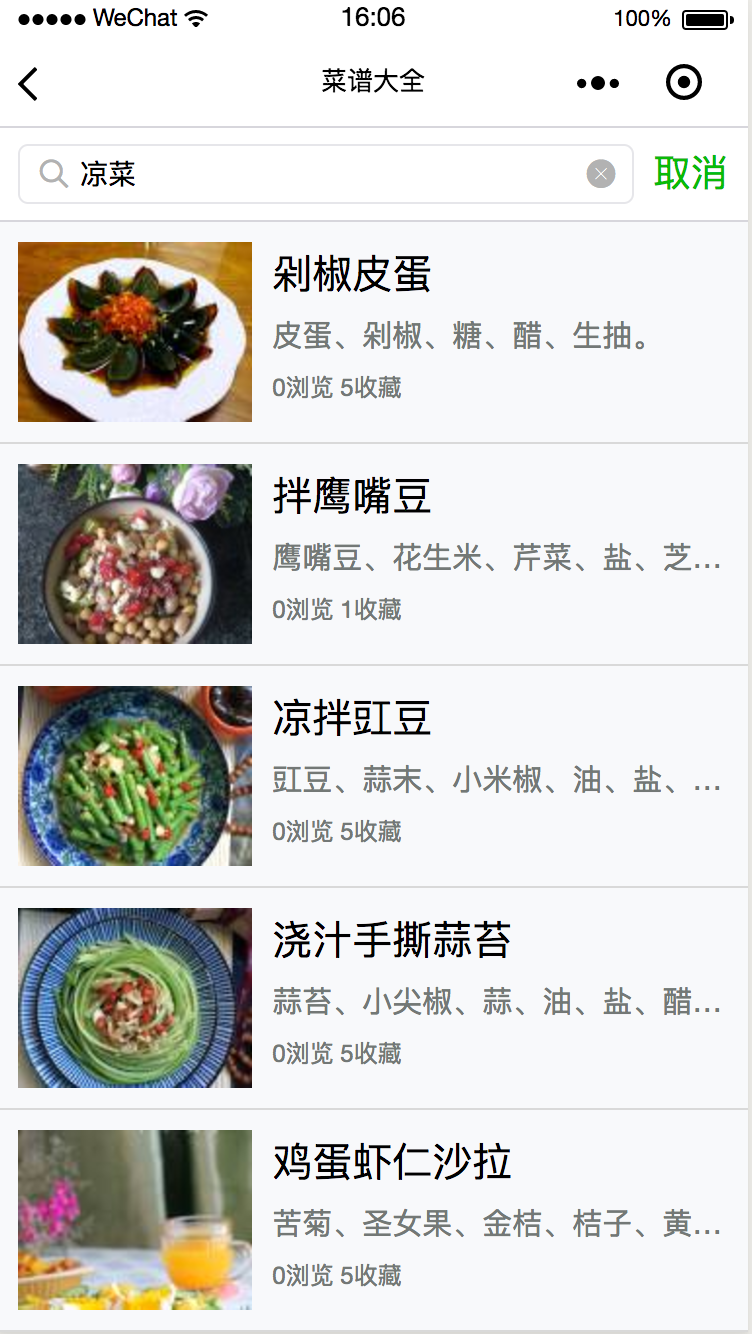 WeChat 16:06 100%
菜谱大全
凉菜 取消
剁椒皮蛋
皮蛋、剁椒、糖、醋、生抽。
0浏览 5收藏
拌鹰嘴豆
鹰嘴豆、花生米、芹菜、盐、芝...
0浏览 1收藏
凉拌豇豆
豇豆、蒜末、小米椒、油、盐、...
0浏览 5收藏
浇汁手撕蒜苔
蒜苔、小尖椒、蒜、油、盐、醋...
0浏览 5收藏
鸡蛋虾仁沙拉
苦菊、圣女果、金桔、桔子、黄...
0浏览 5收藏